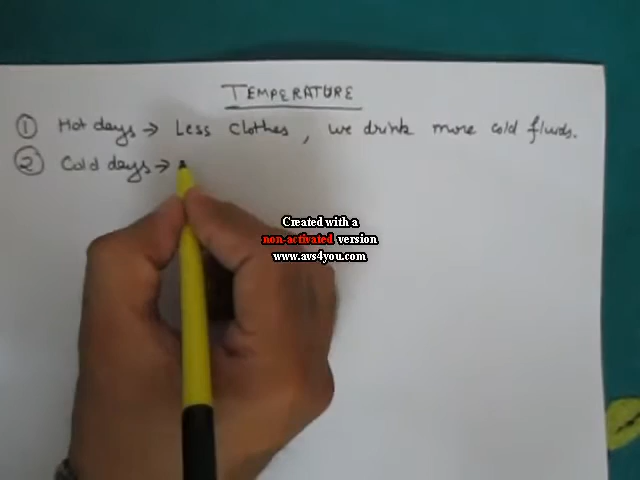 TEMPERATURE
① Hot days → Less clothes, we drink more cold fluids.
② Cold days →
Created with a
non-activated version
www.avs4you.com